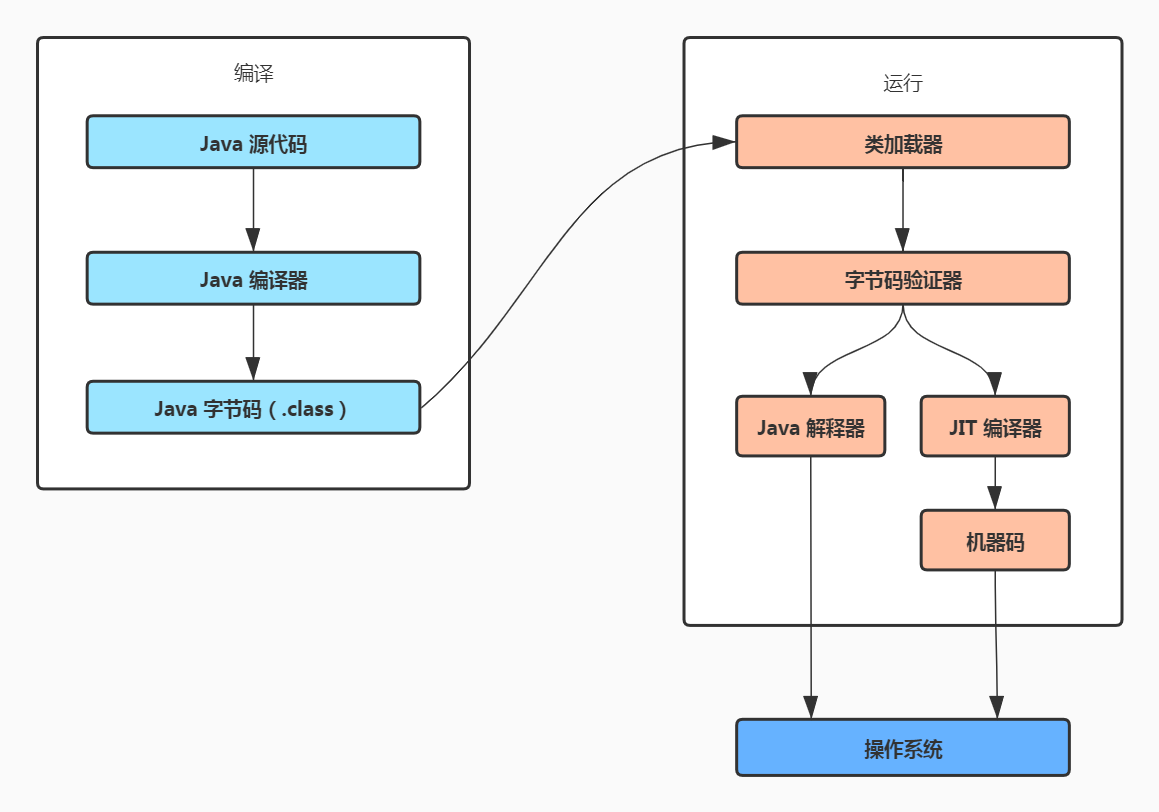 编译
Java 源代码
Java 编译器
Java 字节码（.class）
运行
类加载器
字节码验证器
Java 解释器
JIT 编译器
机器码
操作系统